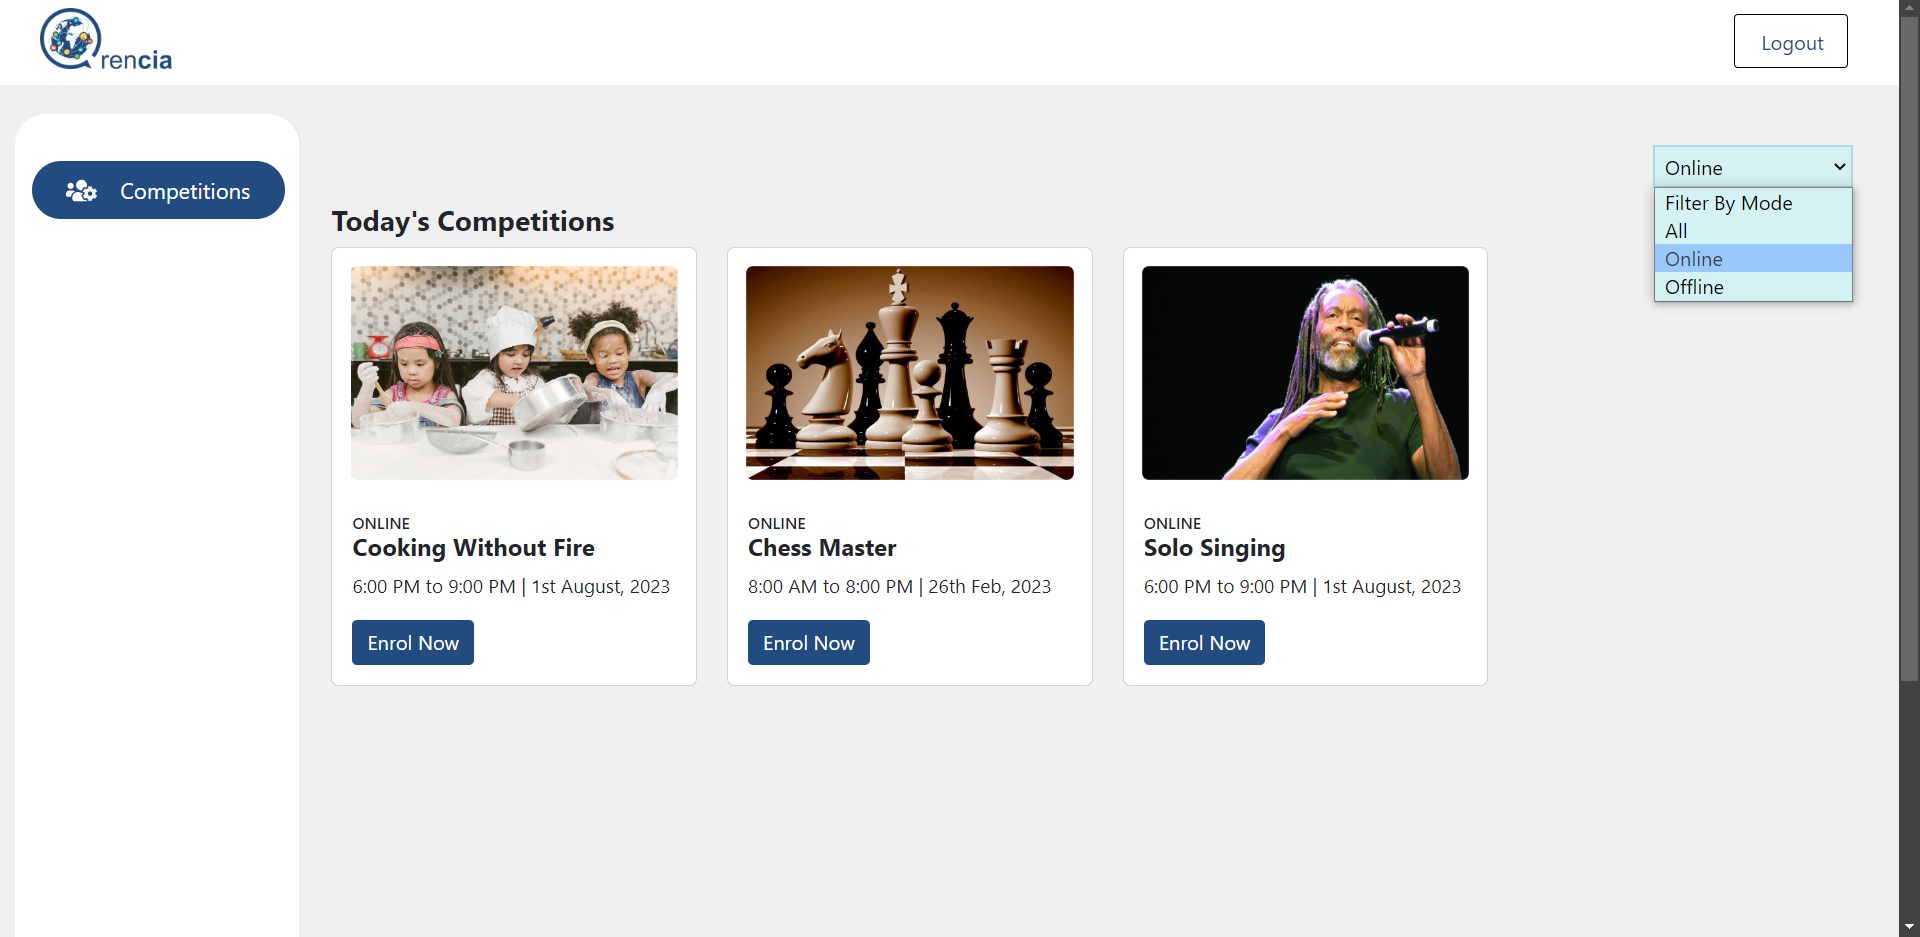 rencia
Logout
Competitions
Online
Filter By Mode
All
Online
Offline
Today's Competitions
ONLINE
Cooking Without Fire
6:00 PM to 9:00 PM | 1st August, 2023
Enrol Now
ONLINE
Chess Master
8:00 AM to 8:00 PM | 26th Feb, 2023
Enrol Now
ONLINE
Solo Singing
6:00 PM to 9:00 PM | 1st August, 2023
Enrol Now